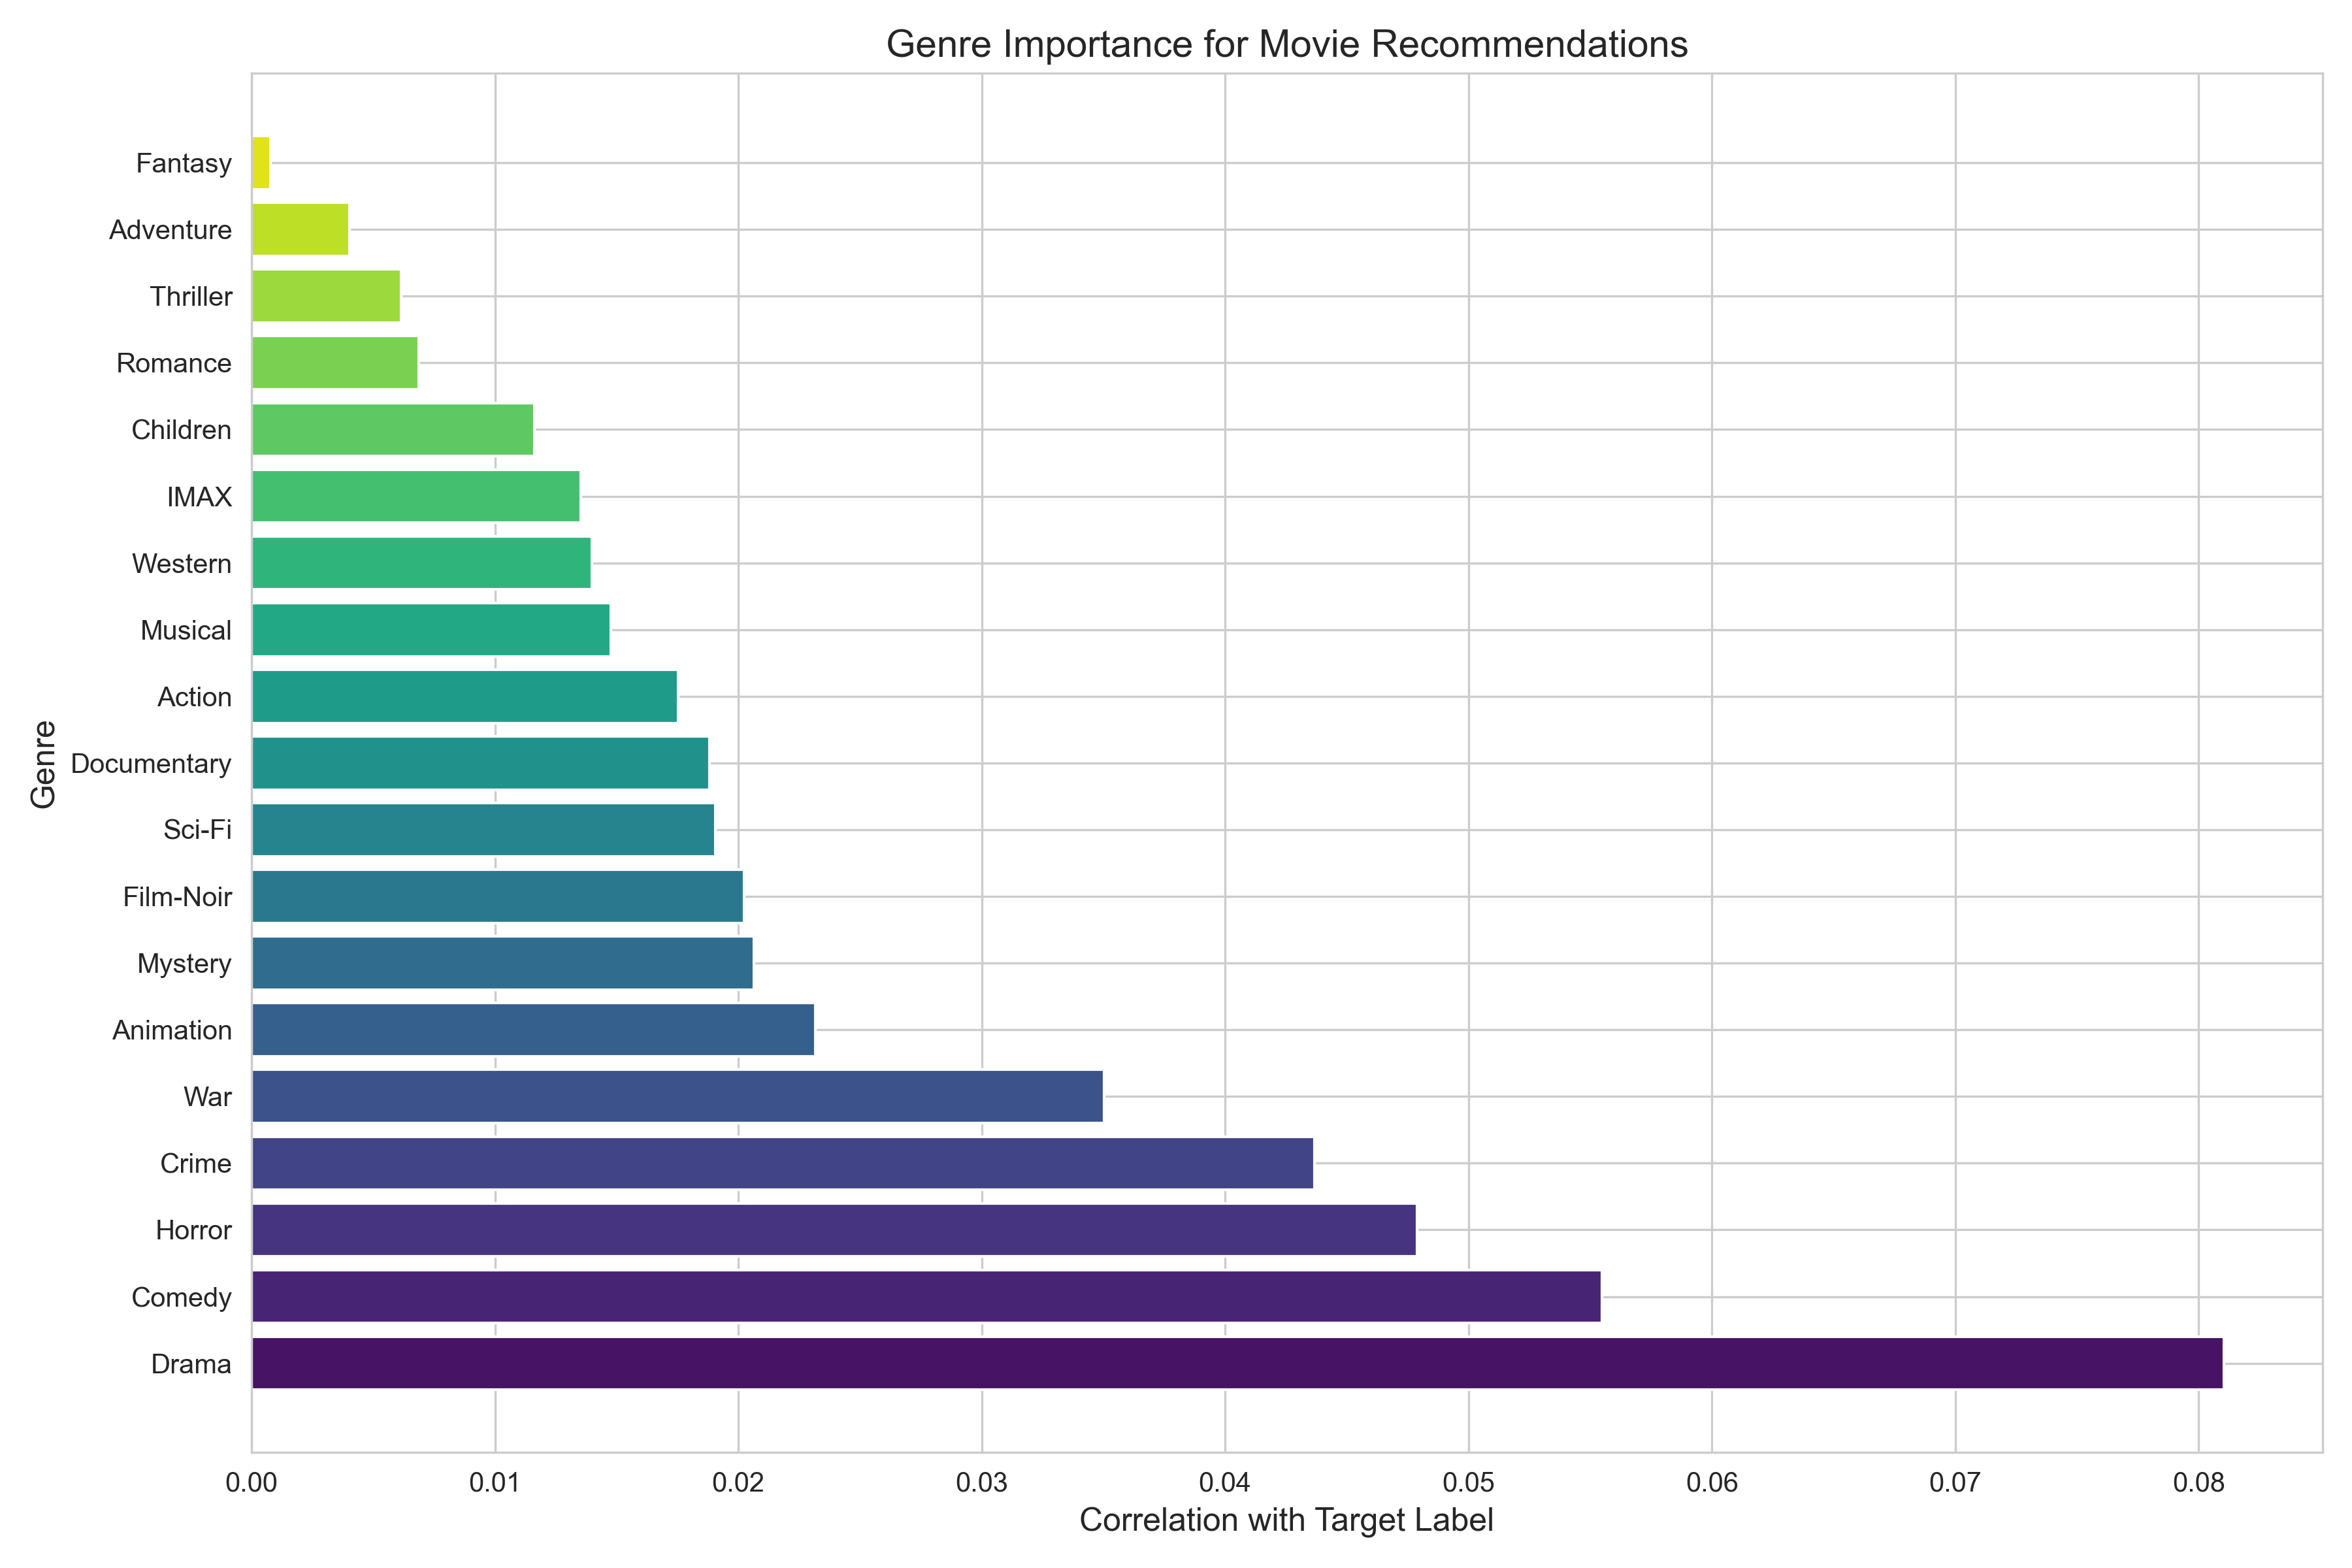 Genre Importance for Movie Recommendations
Fantasy
Adventure
Thriller
Romance
Children
IMAX
Western
Musical
Action
Documentary
Sci-Fi
Film-Noir
Mystery
Animation
War
Crime
Horror
Comedy
Drama
Genre
0.00 0.01 0.02 0.03 0.04 0.05 0.06 0.07 0.08
Correlation with Target Label